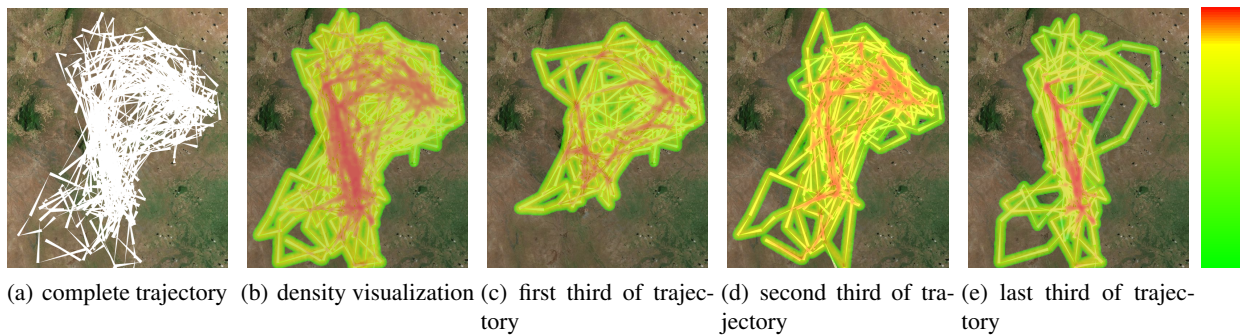 (a) complete trajectory
(b) density visualization
(c) first third of trajec-
tory
(d) second third of tra-
jectory
(e) last third of trajec-
tory